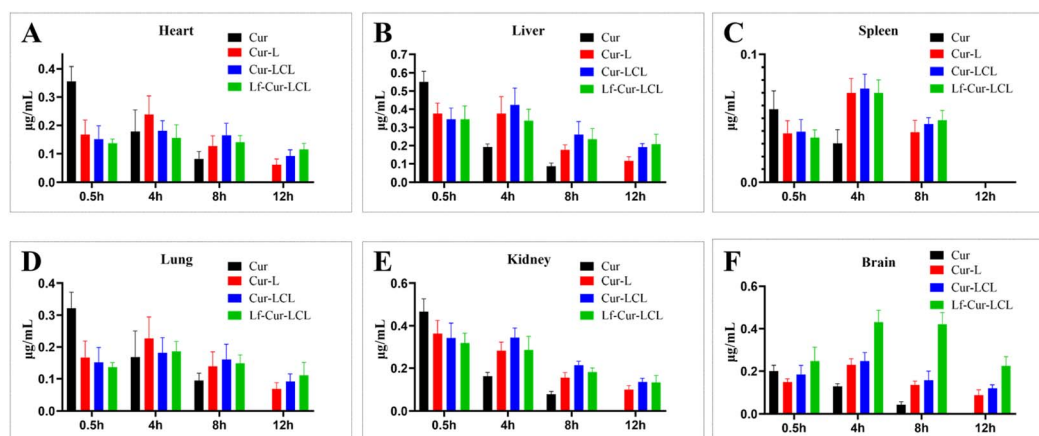 A
Heart
Cur
Cur-L
Cur-LCL
Lf-Cur-LCL
µg/mL
0.4
0.3
0.2
0.1
0.0
0.5h 4h 8h 12h
B
Liver
Cur
Cur-L
Cur-LCL
Lf-Cur-LCL
µg/mL
0.7
0.6
0.5
0.4
0.3
0.2
0.1
0.0
0.5h 4h 8h 12h
C
Spleen
Cur
Cur-L
Cur-LCL
Lf-Cur-LCL
µg/mL
0.1
0.0
0.5h 4h 8h 12h
D
Lung
Cur
Cur-L
Cur-LCL
Lf-Cur-LCL
µg/mL
0.4
0.3
0.2
0.1
0.0
0.5h 4h 8h 12h
E
Kidney
Cur
Cur-L
Cur-LCL
Lf-Cur-LCL
µg/mL
0.6
0.4
0.2
0.0
0.5h 4h 8h 12h
F
Brain
Cur
Cur-L
Cur-LCL
Lf-Cur-LCL
µg/mL
0.6
0.4
0.2
0.0
0.5h 4h 8h 12h